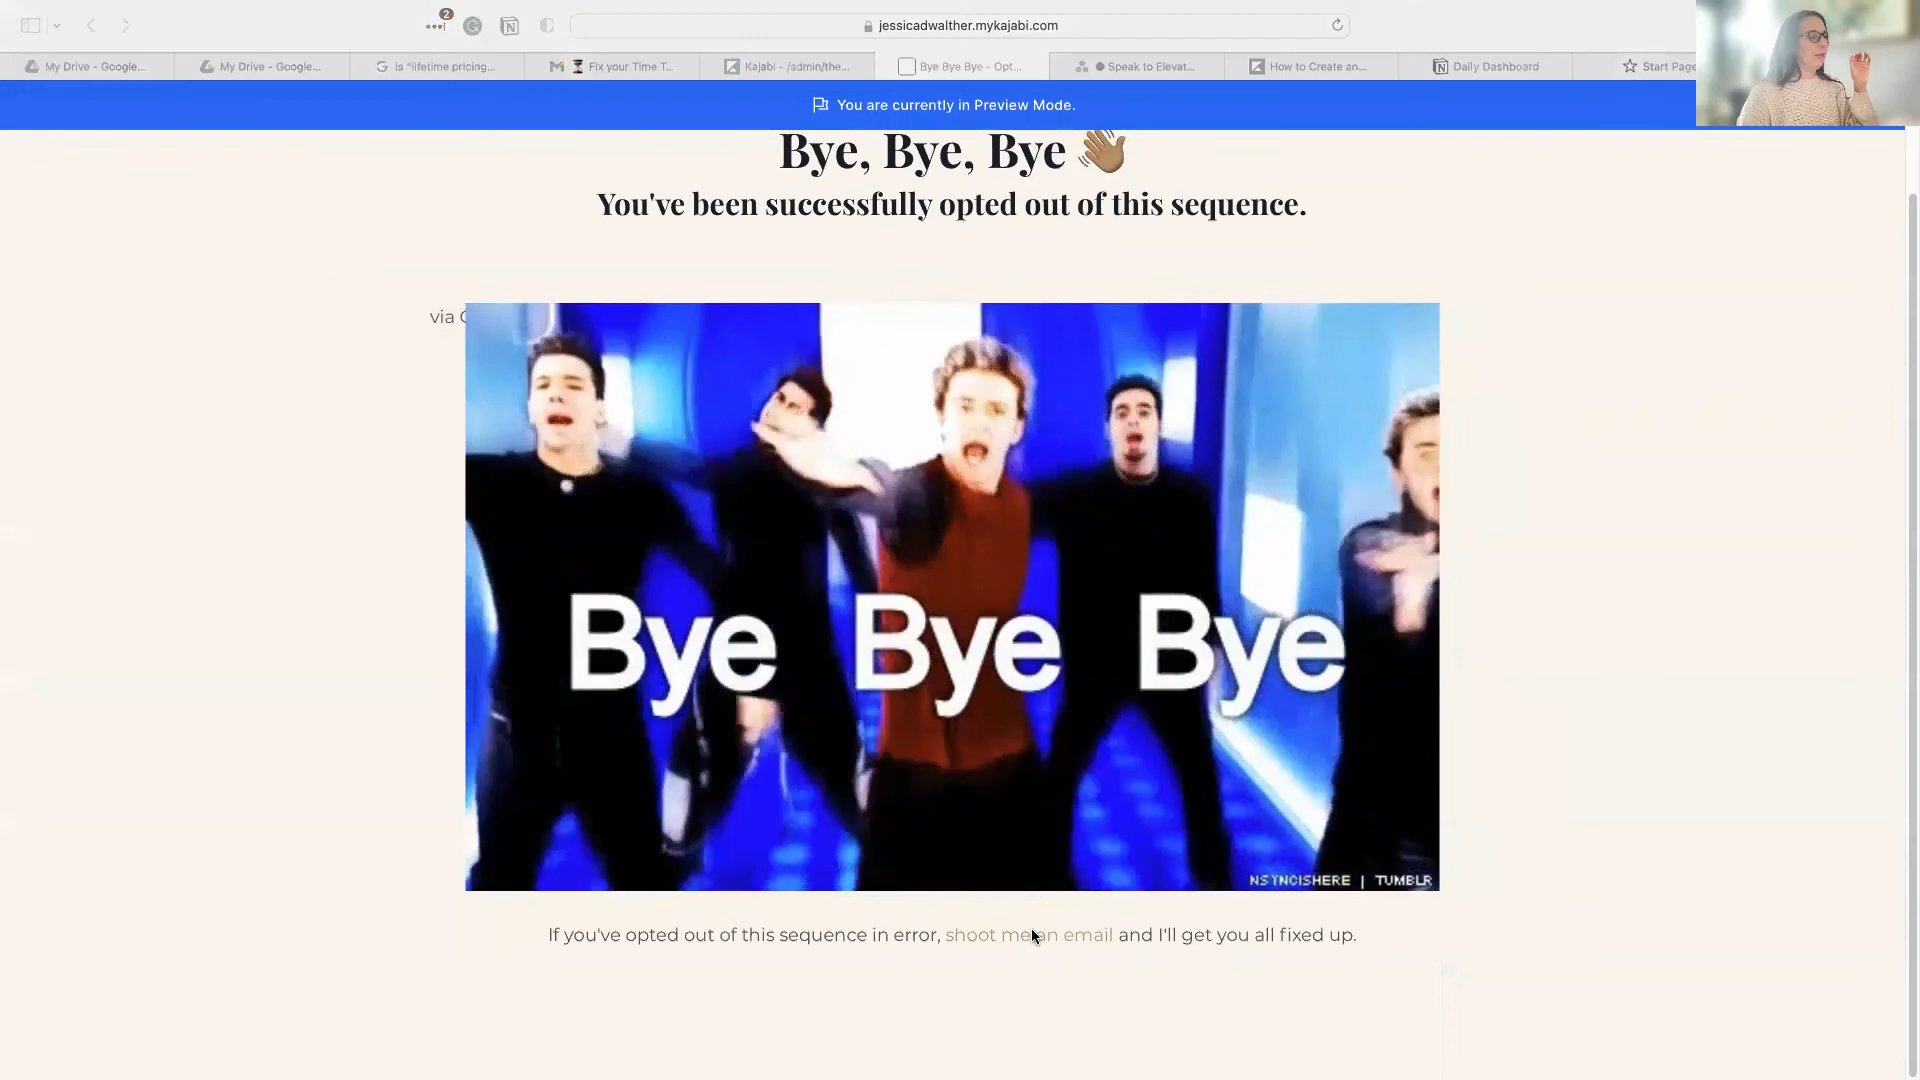 2
jessicadwalther.mykajabi.com
My Drive - Google...
My Drive - Google...
Is "lifetime pricing...
⌛ Fix your Time T...
Kajabi - /admin/the...
Bye Bye Bye - Opt...
Speak to Elevat...
How to Create an...
Daily Dashboard
Start Page
You are currently in Preview Mode.
Bye, Bye, Bye 👋🏽
You've been successfully opted out of this sequence.
via
Bye Bye Bye
NSYNCISHERE | TUMBLR
If you've opted out of this sequence in error, shoot me an email and I'll get you all fixed up.